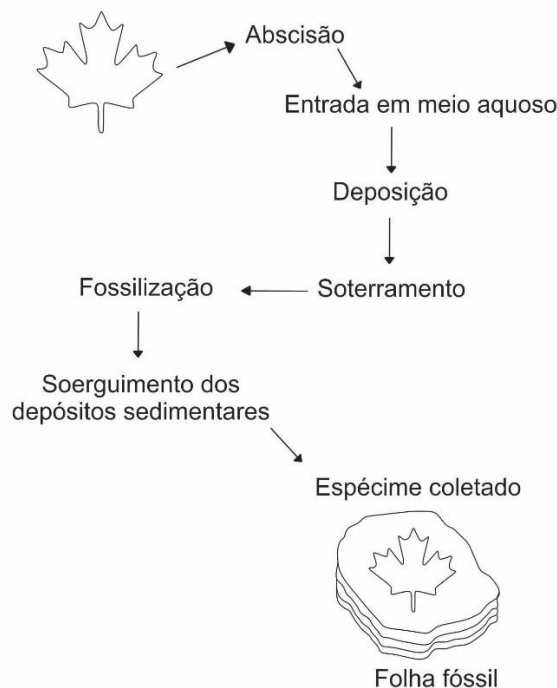 Abscisão
Entrada em meio aquoso
Deposição
Soterramento
Fossilização
Soerguimento dos
depósitos sedimentares
Espécime coletado
Folha fóssil